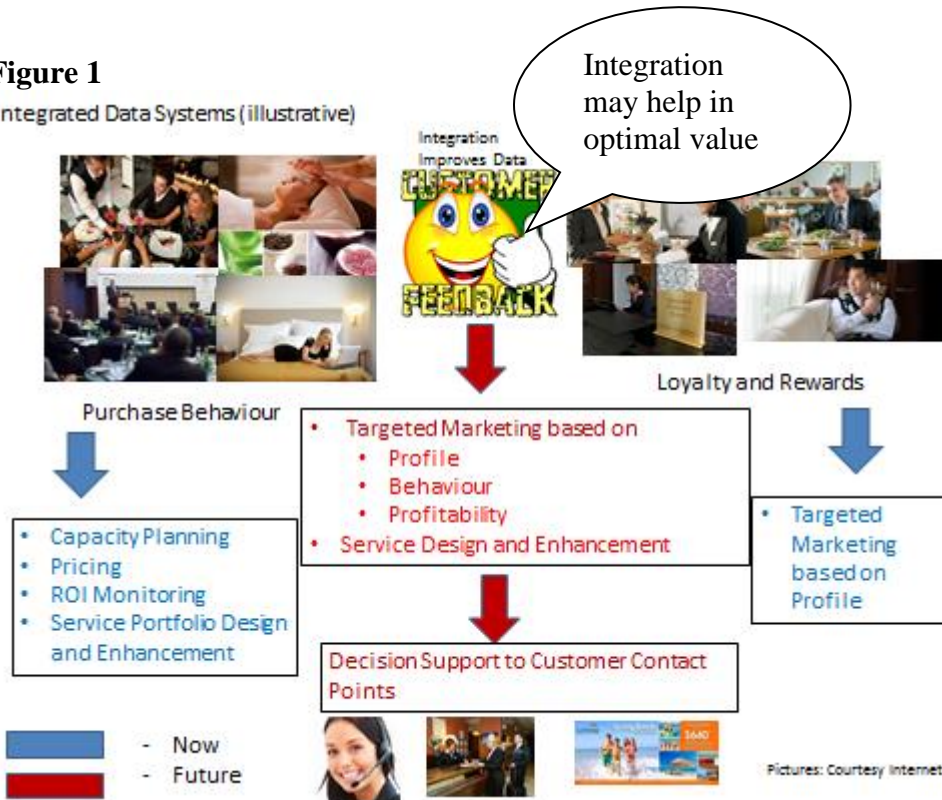 Figure 1
Integrated Data Systems (illustrative)
Integration
may help in
optimal value
Integration
Improves Data
CUSTOMER
FEEDBACK
Purchase Behaviour
Loyalty and Rewards
• Capacity Planning
• Pricing
• ROI Monitoring
• Service Portfolio Design
and Enhancement
• Targeted Marketing based on
• Profile
• Behaviour
• Profitability
• Service Design and Enhancement
• Targeted
Marketing
based on
Profile
Decision Support to Customer Contact
Points
- Now
- Future
Pictures: Courtesy Internet